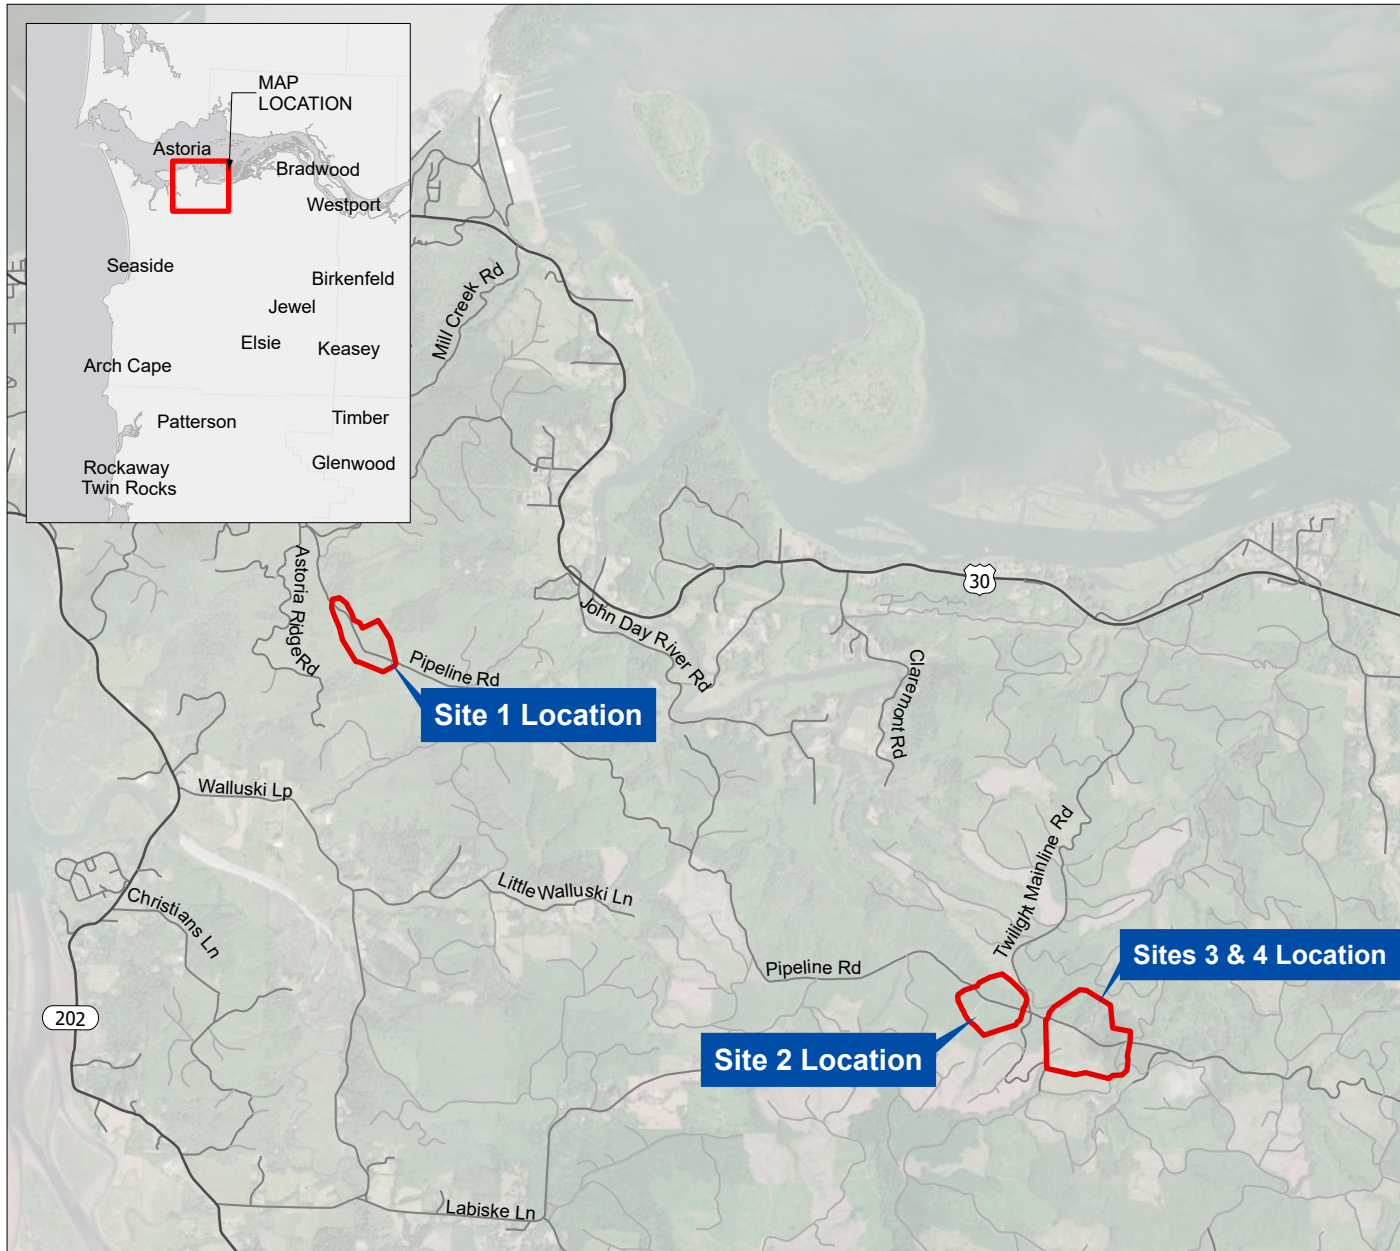 MAP
LOCATION
Astoria
Bradwood
Westport
Seaside
Birkenfeld
Jewel
Elsie
Keasey
Arch Cape
Patterson
Timber
Glenwood
Rockaway
Twin Rocks
Mill Creek Rd
30
Astoria Ridge Rd
John Day River Rd
Pipeline Rd
Claremont Rd
Site 1 Location
Walluski Lp
Little Walluski Ln
Christians Ln
Twilight Mainline Rd
Pipeline Rd
Sites 3 & 4 Location
202
Site 2 Location
Labiske Ln